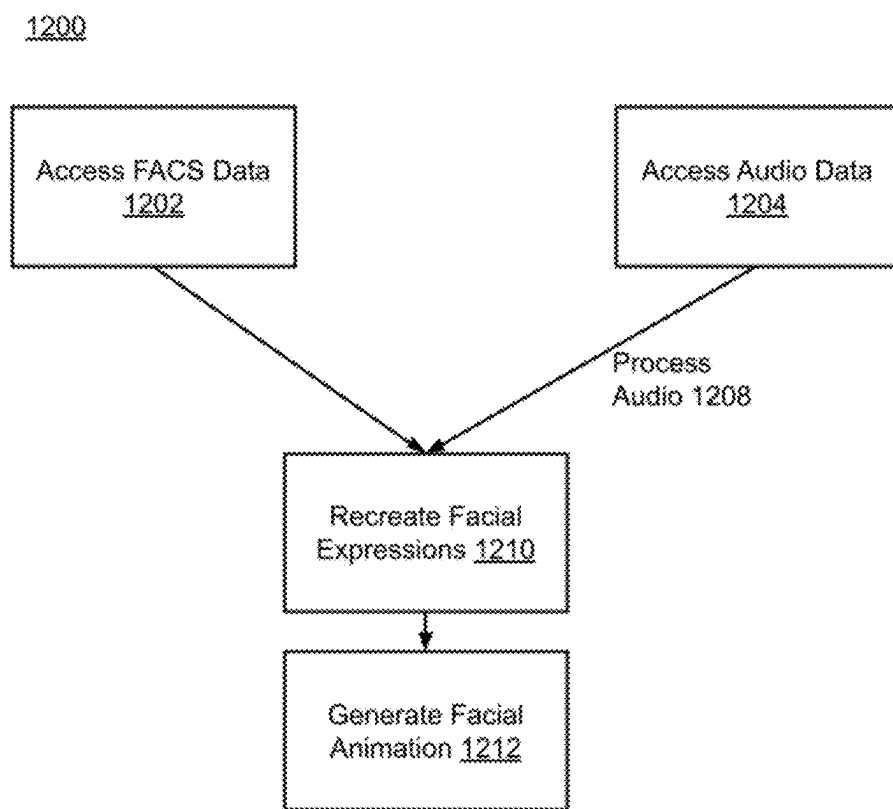 1200
Access FACS Data
1202
Access Audio Data
1204
Process
Audio 1208
Recreate Facial
Expressions 1210
Generate Facial
Animation 1212